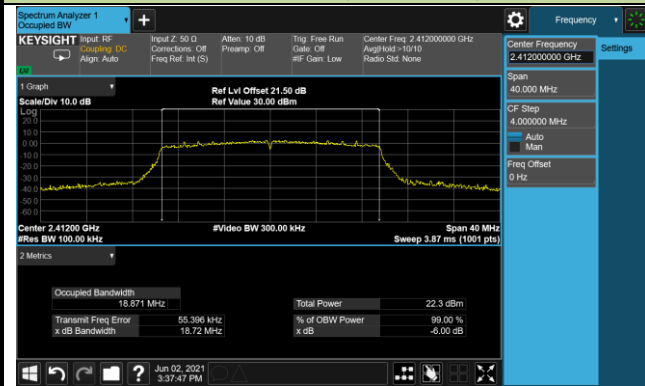 Spectrum Analyzer 1
Occupied BW
+
Frequency
KEYSIGHT
Input: RF
Coupling: DC
Align: Auto
Input Z: 50 Ω
Corrections: Off
Freq Ref: Int (S)
Atten: 10 dB
Preamp: Off
Trig: Free Run
Gate: Off
#IF Gain: Low
Center Freq: 2.412000000 GHz
Avg|Hold:>10/10
Radio Std: None
Center Frequency
2.412000000 GHz
Settings
Span
40.000 MHz
CF Step
4.000000 MHz
Auto
Man
Freq Offset
0 Hz
1 Graph
Scale/Div 10.0 dB
Ref Lvl Offset 21.50 dB
Ref Value 30.00 dBm
Log
20.0
10.0
0.00
-10.0
-20.0
-30.0
-40.0
-50.0
-60.0
Center 2.41200 GHz
#Res BW 100.00 kHz
#Video BW 300.00 kHz
Span 40 MHz
Sweep 3.87 ms (1001 pts)
2 Metrics
Occupied Bandwidth
18.871 MHz
Total Power 22.3 dBm
Transmit Freq Error 55.396 kHz
% of OBW Power 99.00 %
x dB Bandwidth 18.72 MHz
x dB -6.00 dB
?
Jun 02, 2021
3:37:47 PM